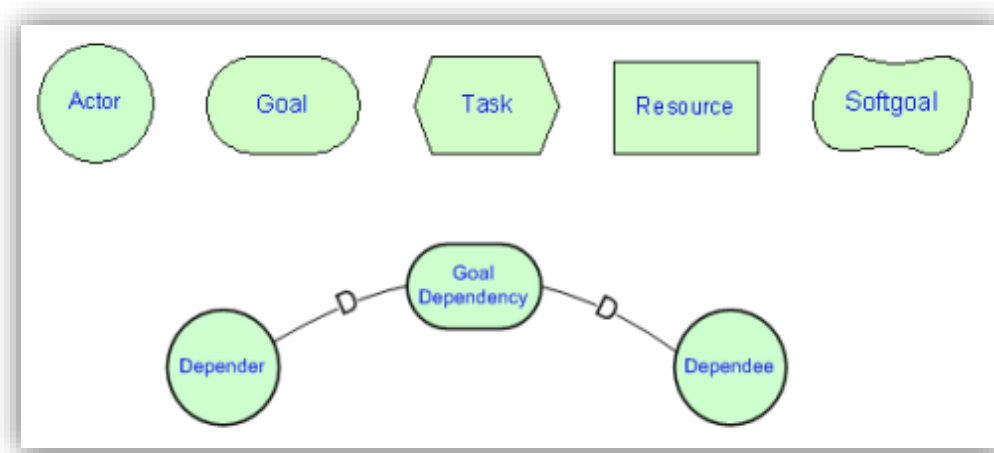 Actor
Goal
Task
Resource
Softgoal
Goal
Dependency
D
D
Depender
Dependee